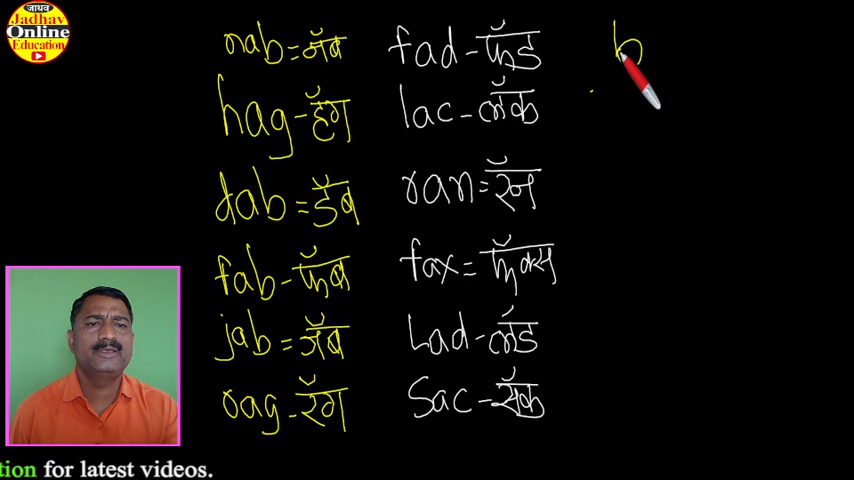 जाधव
Jadhav
Online
Education
nab = नॅब
hag - हॅग
dab = डॅब
fab - फॅब
jab = जॅब
rag - रॅग
fad - फॅड
lac - लॅक
ran = रॅन
fax = फॅक्स
Lad - लॅड
Sac - सॅक
b
tion for latest videos.